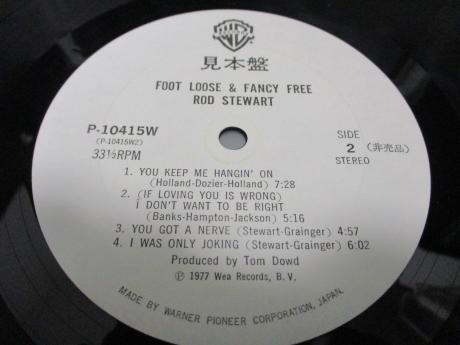 見本盤
FOOT LOOSE & FANCY FREE
ROD STEWART
P-10415W
(P-10415W2)
33⅓RPM
SIDE
2 (非売品)
STEREO
1. YOU KEEP ME HANGIN' ON
(Holland-Dozier-Holland) 7:28
2. (IF LOVING YOU IS WRONG)
I DON'T WANT TO BE RIGHT
(Banks-Hampton-Jackson) 5:16
3. YOU GOT A NERVE (Stewart-Grainger) 4:57
4. I WAS ONLY JOKING (Stewart-Grainger) 6:02
Produced by Tom Dowd
Ⓟ 1977 Wea Records, B. V.
MADE BY WARNER PIONEER CORPORATION, JAPAN.